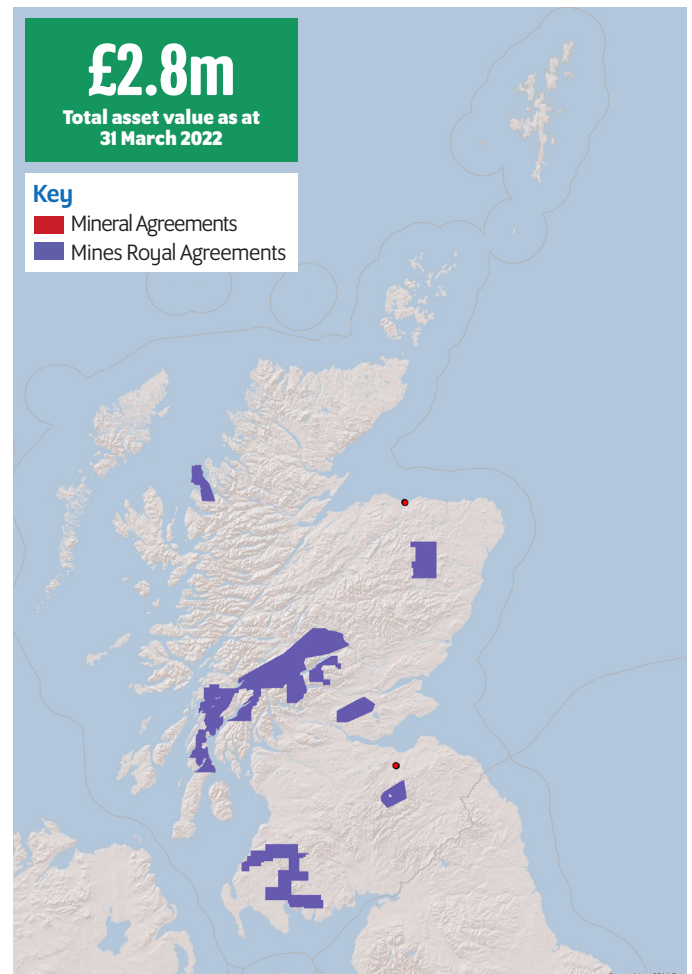 £2.8m
Total asset value as at
31 March 2022
Key
Mineral Agreements
Mines Royal Agreements